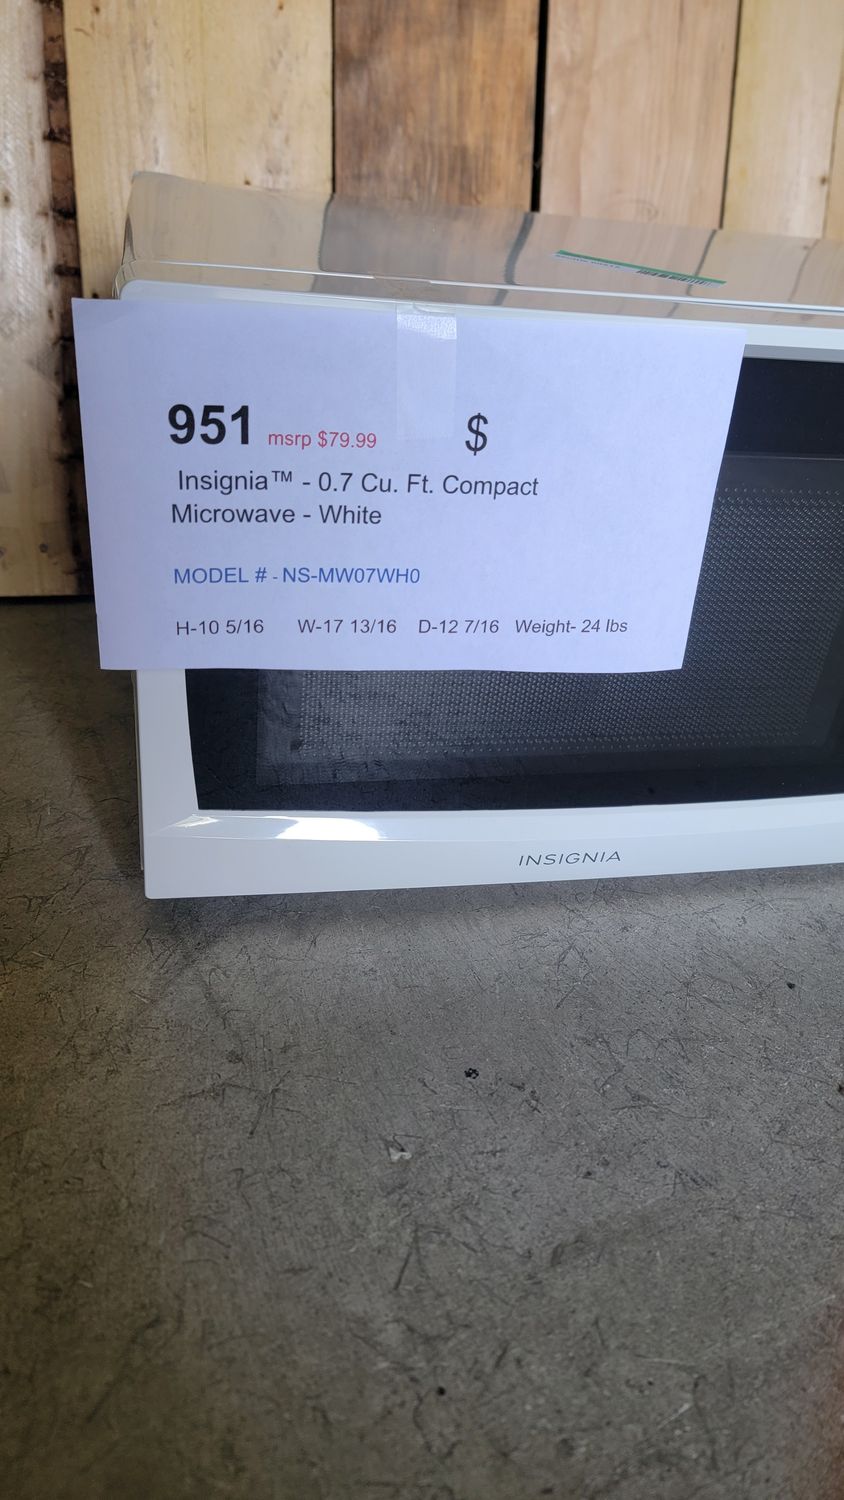 951 msrp $79.99 $
Insignia™ - 0.7 Cu. Ft. Compact
Microwave - White
MODEL # - NS-MW07WH0
H-10 5/16 W-17 13/16 D-12 7/16 Weight- 24 lbs
INSIGNIA